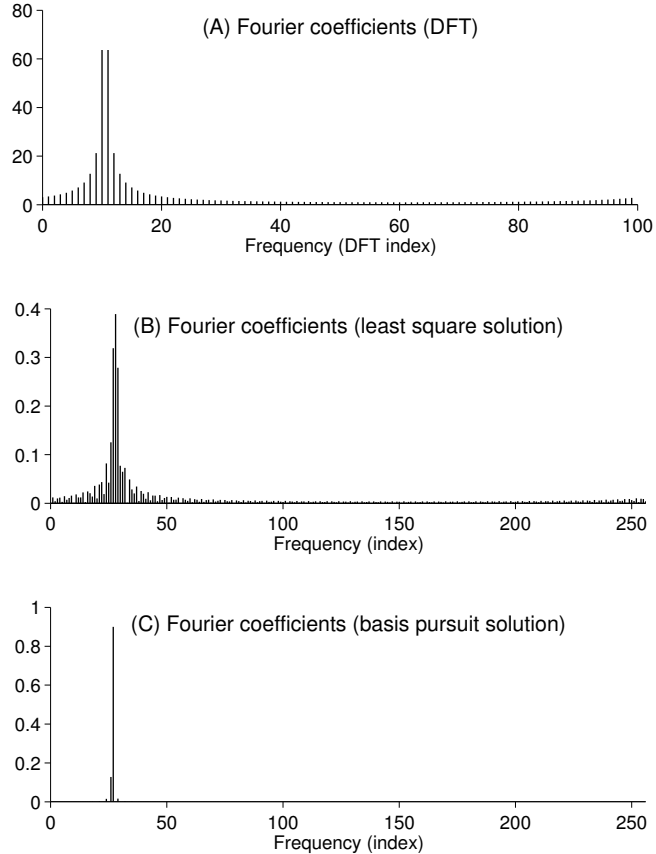 (A) Fourier coefficients (DFT)
80
60
40
20
0
0 20 40 60 80 100
Frequency (DFT index)
(B) Fourier coefficients (least square solution)
0.4
0.3
0.2
0.1
0
0 50 100 150 200 250
Frequency (index)
(C) Fourier coefficients (basis pursuit solution)
1
0.8
0.6
0.4
0.2
0
0 50 100 150 200 250
Frequency (index)